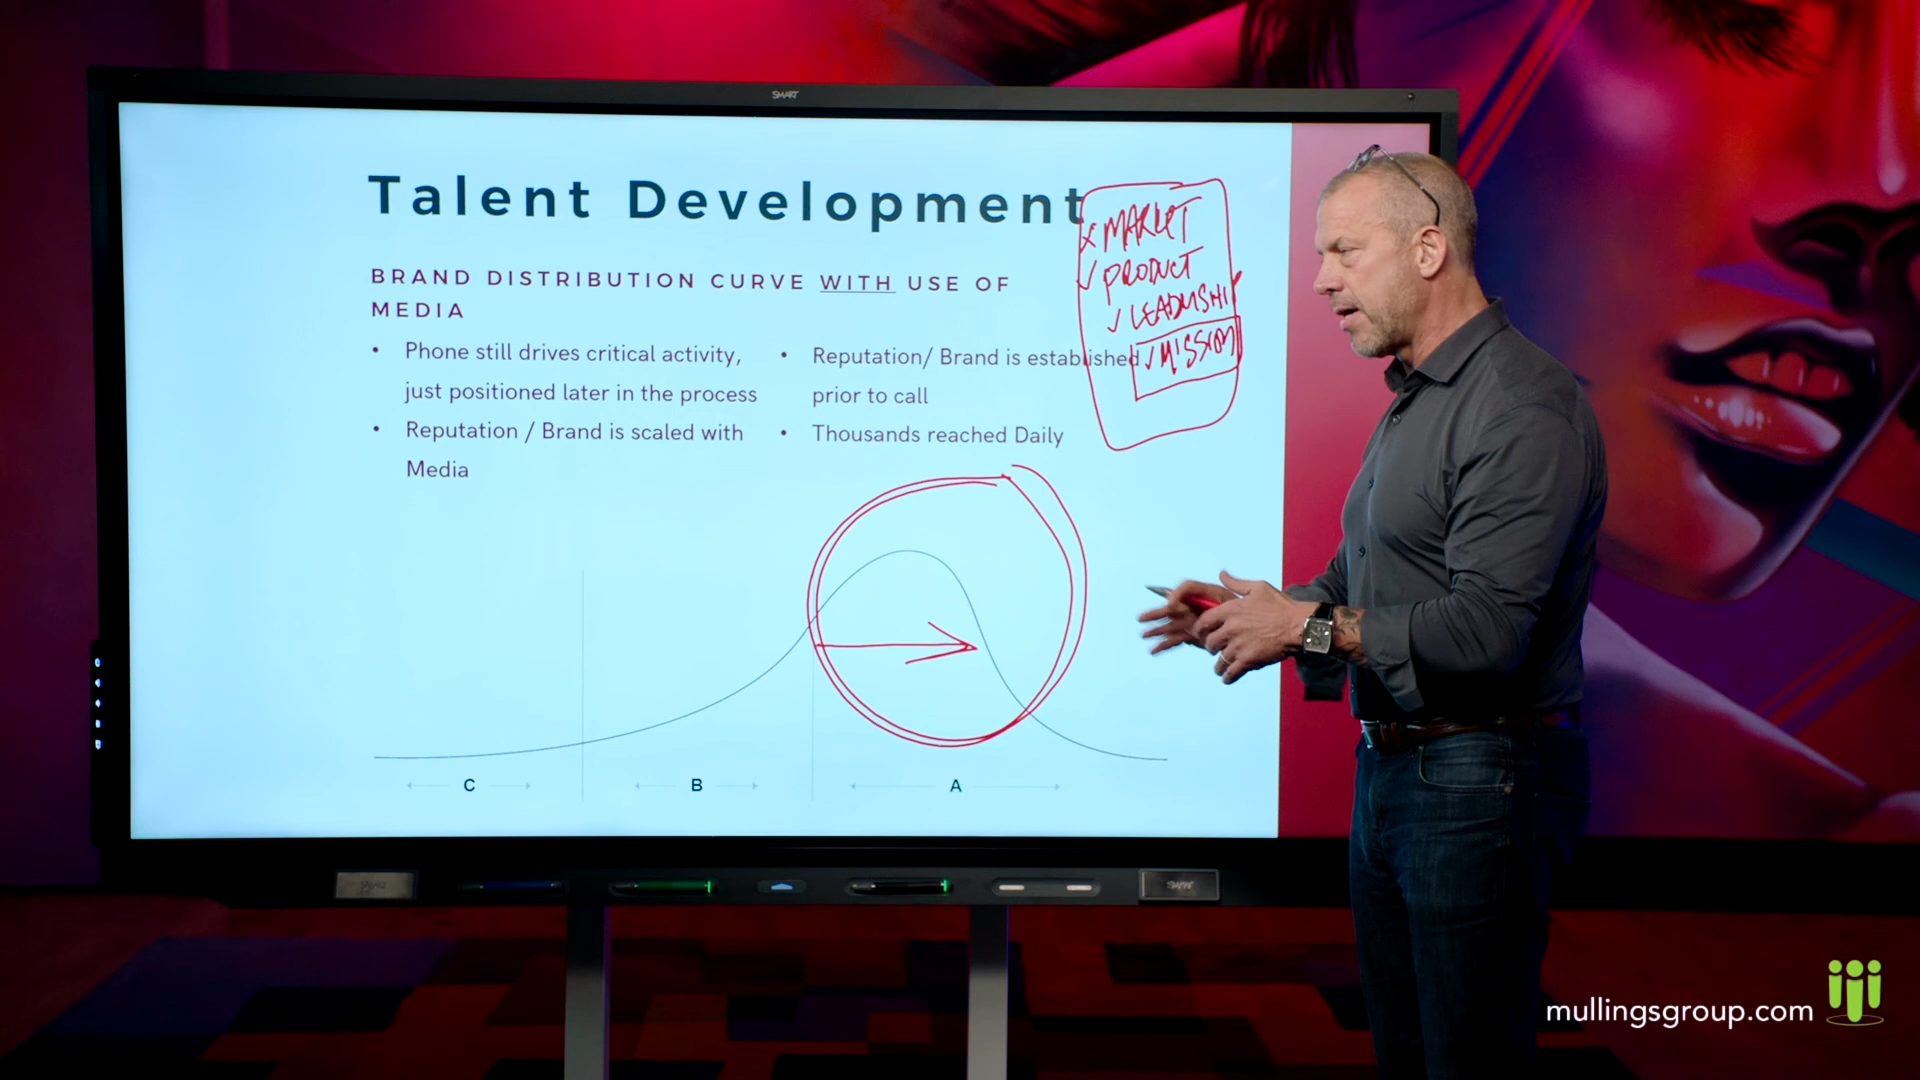 SMART
Talent Development
BRAND DISTRIBUTION CURVE WITH USE OF
MEDIA
• Phone still drives critical activity,
just positioned later in the process
• Reputation / Brand is scaled with
Media
• Reputation/ Brand is established
prior to call
• Thousands reached Daily
x MARKET
✓ PRODUCT
✓ LEADERSHIP
✓ MISSION
C B A
SMART
mullingsgroup.com